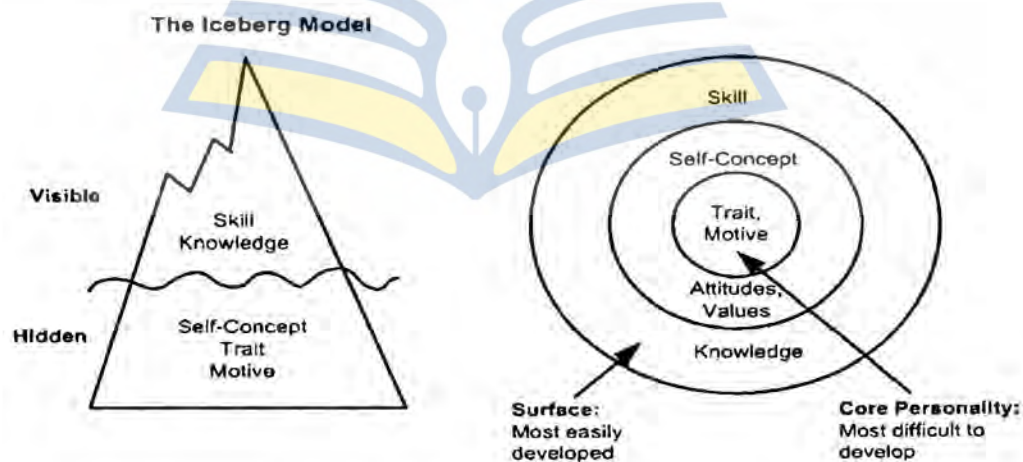 The Iceberg Model
Visible
Skill
Knowledge
Hidden
Self-Concept
Trait
Motive
Skill
Self-Concept
Trait,
Motive
Attitudes,
Values
Knowledge
Surface:
Most easily
developed
Core Personality:
Most difficult to
develop